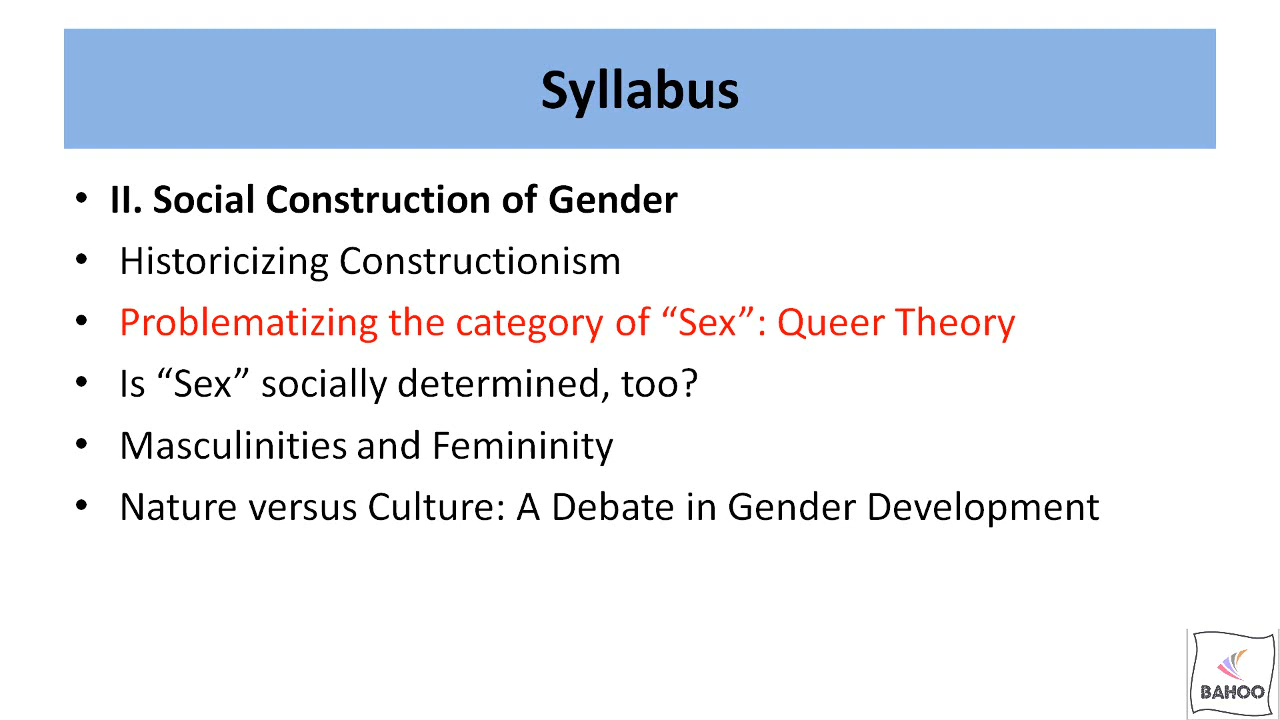 Syllabus
• II. Social Construction of Gender
• Historicizing Constructionism
• Problematizing the category of “Sex”: Queer Theory
• Is “Sex” socially determined, too?
• Masculinities and Femininity
• Nature versus Culture: A Debate in Gender Development
BAHOO